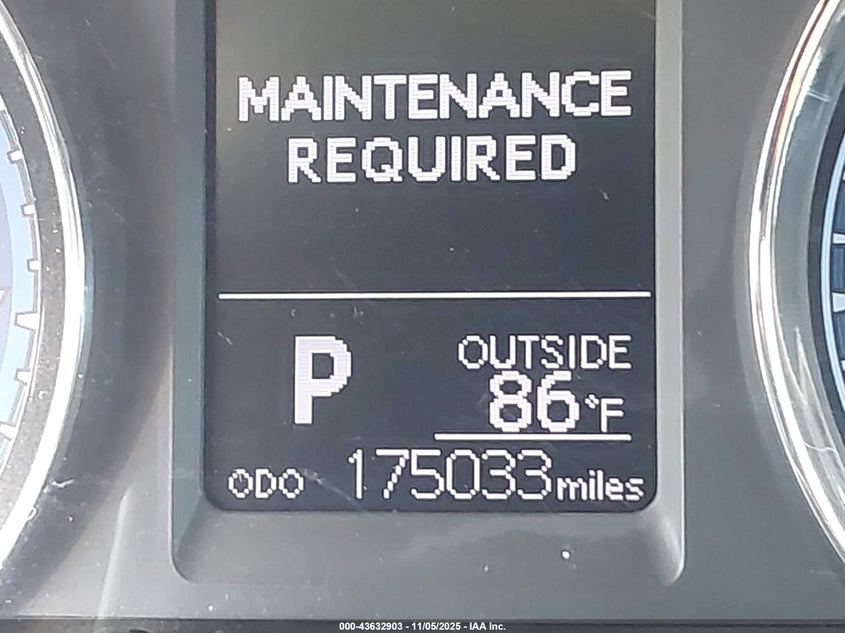 MAINTENANCE
REQUIRED
P
OUTSIDE
86°F
ODO 175033 miles
000-43632903 - 11/05/2025 - IAA Inc.